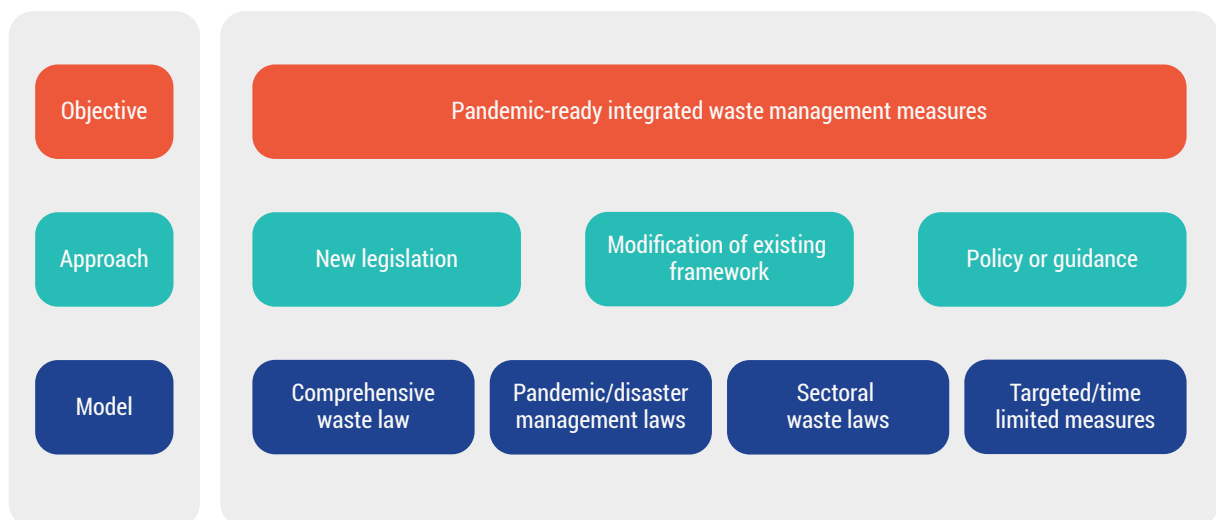 Objective
Pandemic-ready integrated waste management measures
Approach
New legislation
Modification of existing
framework
Policy or guidance
Model
Comprehensive
waste law
Pandemic/disaster
management laws
Sectoral
waste laws
Targeted/time
limited measures